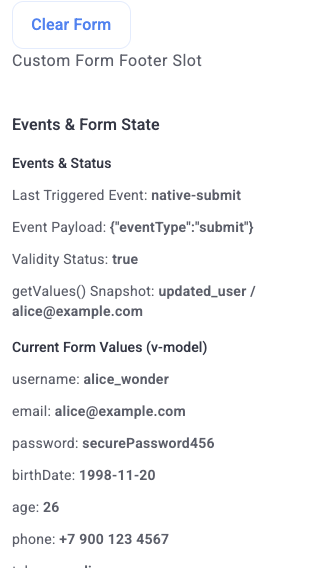 Clear Form
Custom Form Footer Slot
Events & Form State
Events & Status
Last Triggered Event: native-submit
Event Payload: {"eventType":"submit"}
Validity Status: true
getValues() Snapshot: updated_user /
alice@example.com
Current Form Values (v-model)
username: alice_wonder
email: alice@example.com
password: securePassword456
birthDate: 1998-11-20
age: 26
phone: +7 900 123 4567